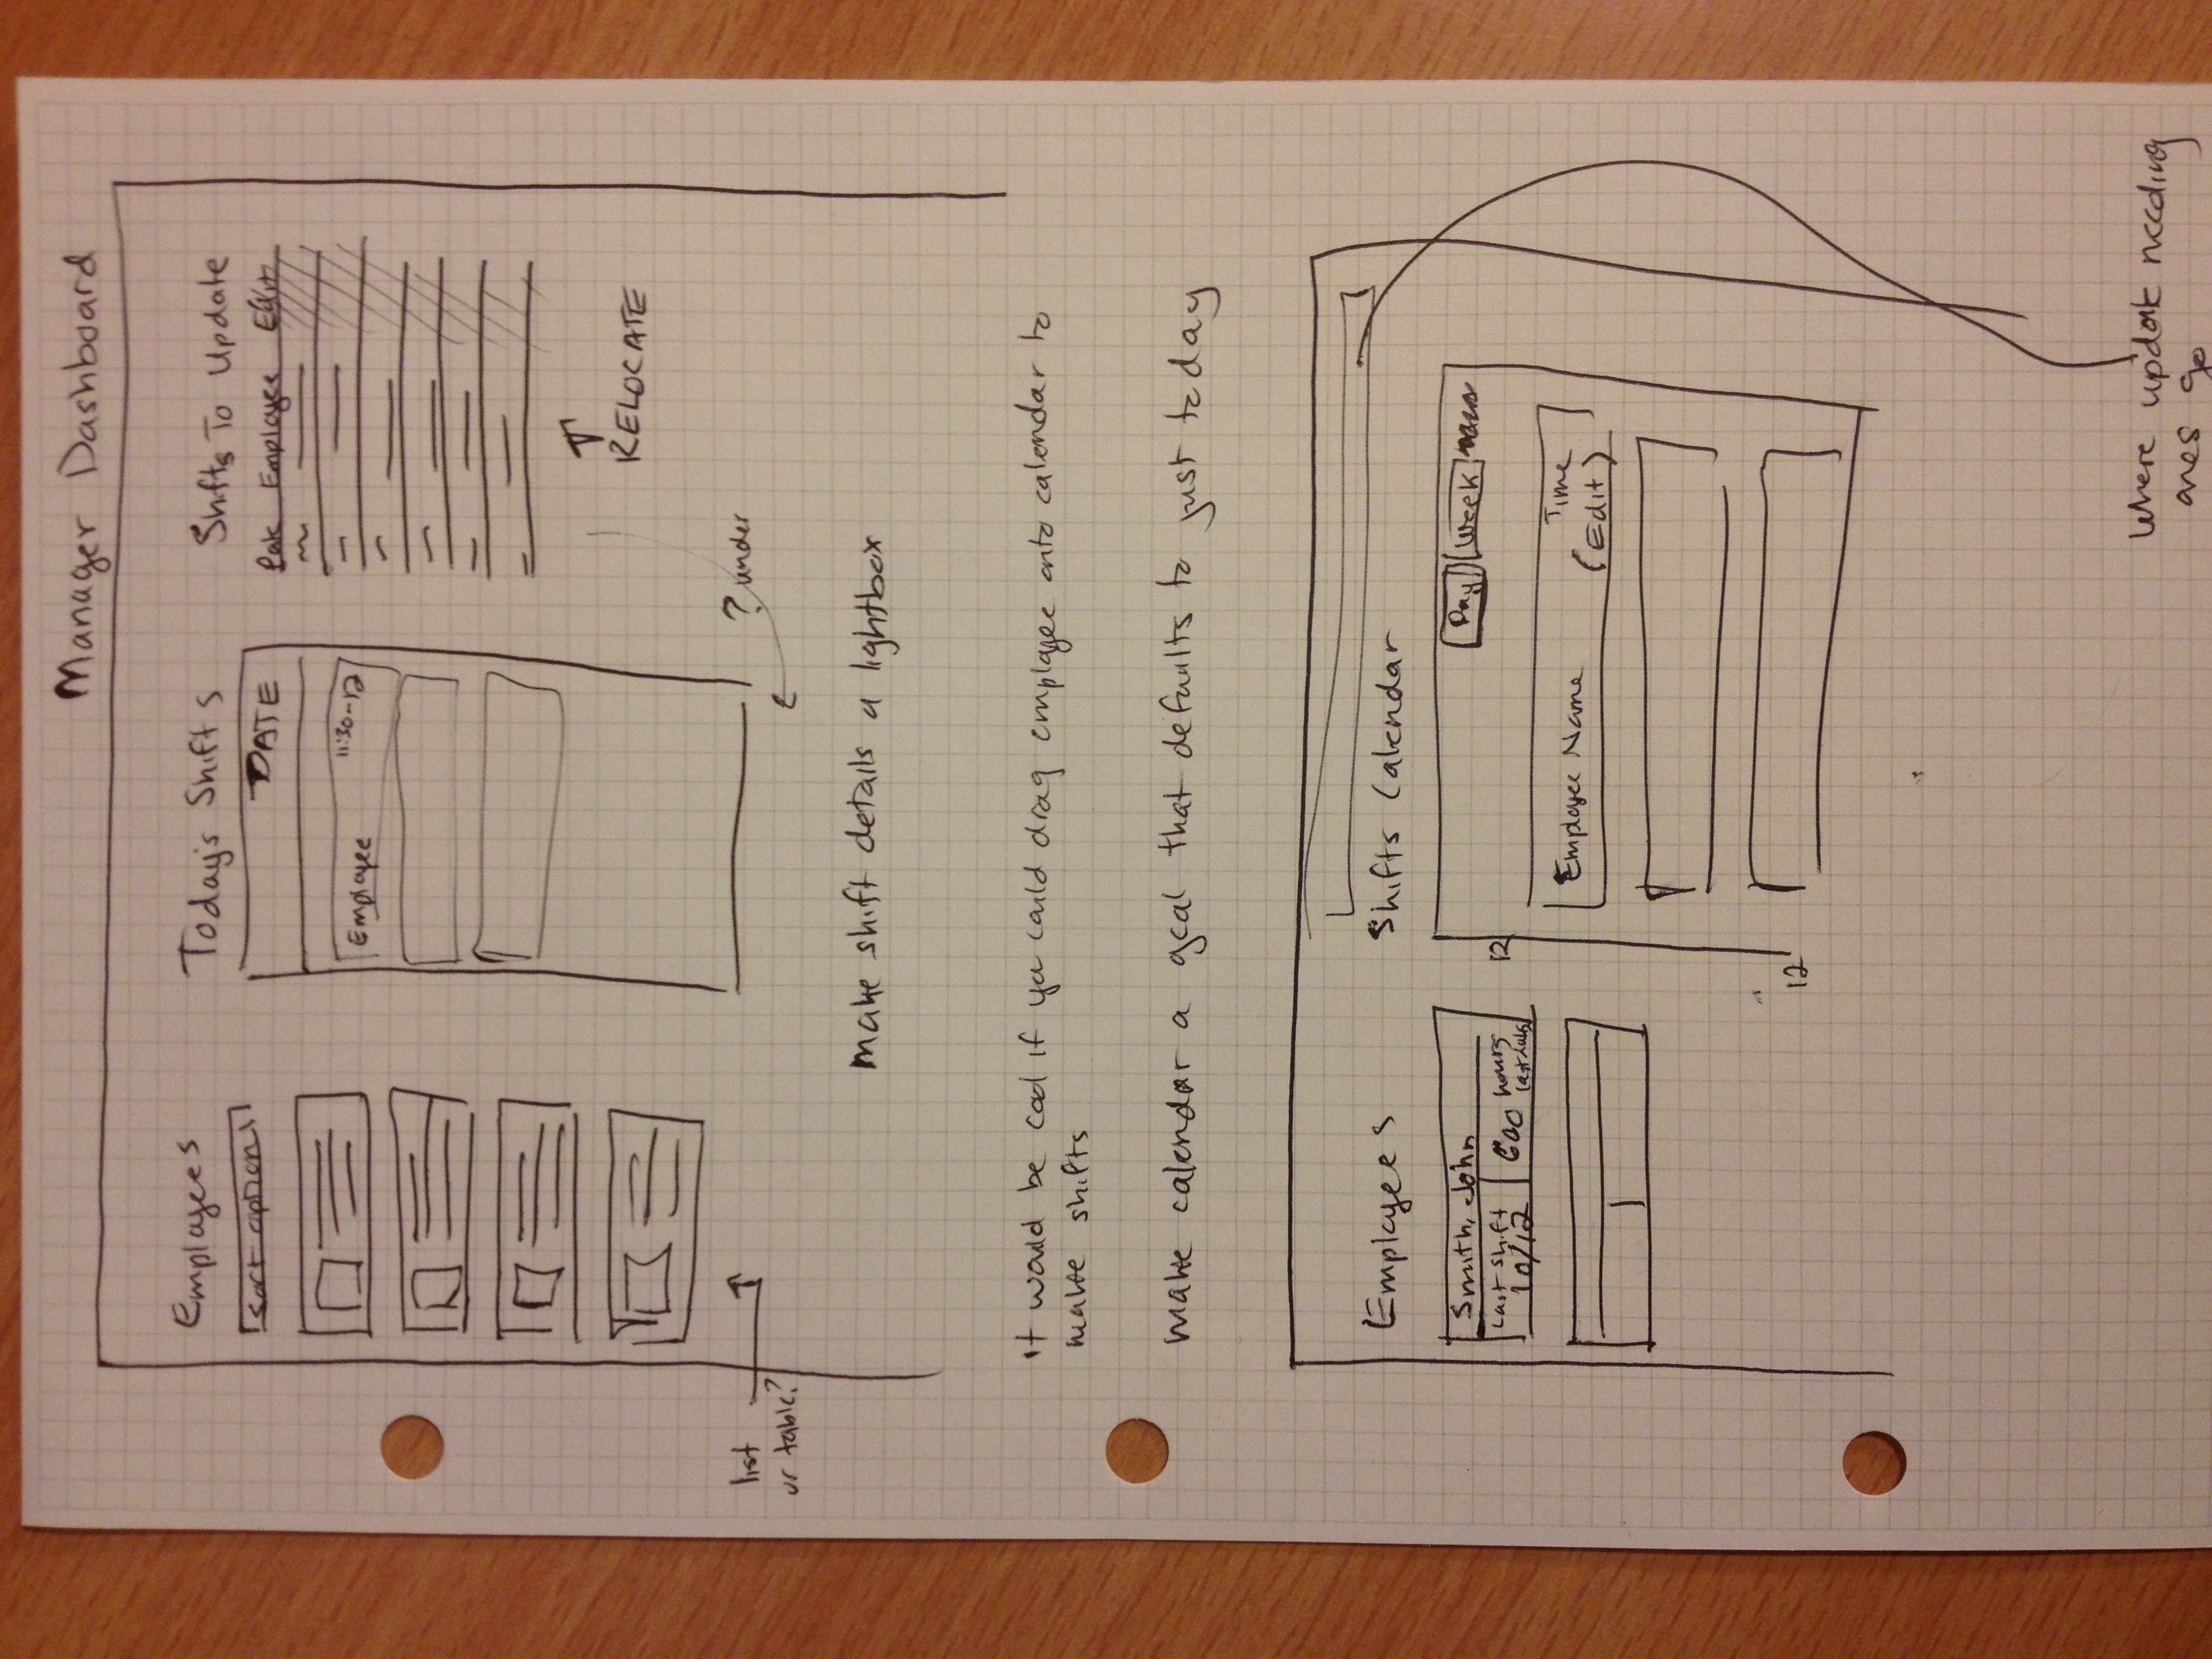 Manager Dashboard
Employees
sort options
Today's Shifts
DATE
Employee 11:30-12
Shifts To Update
Date Employee Edit
RELOCATE
list
or table?
? under
make shift details a lightbox
it would be cool if you could drag employee onto calendar to
make shifts
make calendar a gcal that defaults to just today
Employees
Smith, John
Last shift
10/12
600 hours
Shifts Calendar
Day Week
12
Employee Name Time
(Edit)
12
Where update needing
ones go